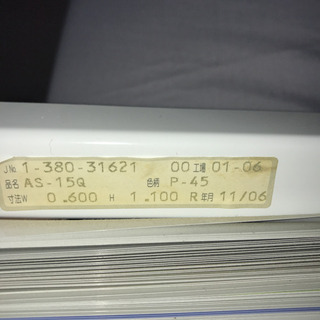 J.No 1-380-31621 00 工場 01-06
品名 AS-15Q 色柄 P-45
寸法W 0.600 H 1.100 R 年月 11/06